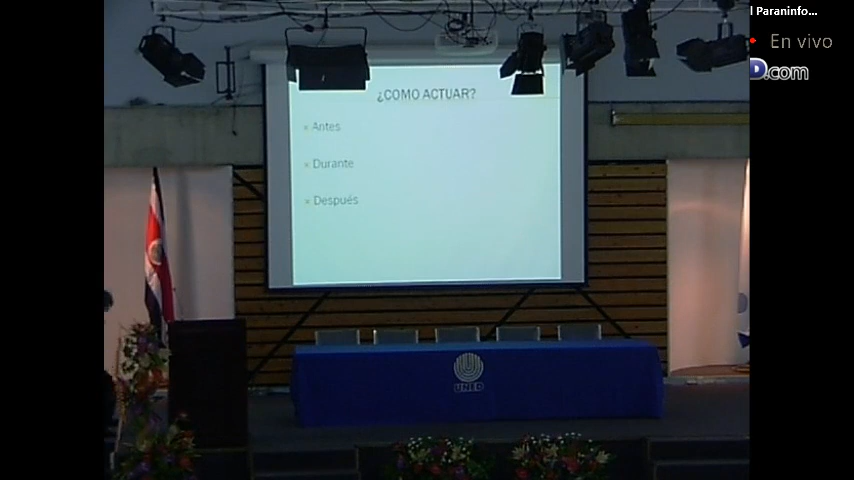 l Paraninfo...
En vivo
D.com
¿COMO ACTUAR?
Antes
Durante
Después
UNED